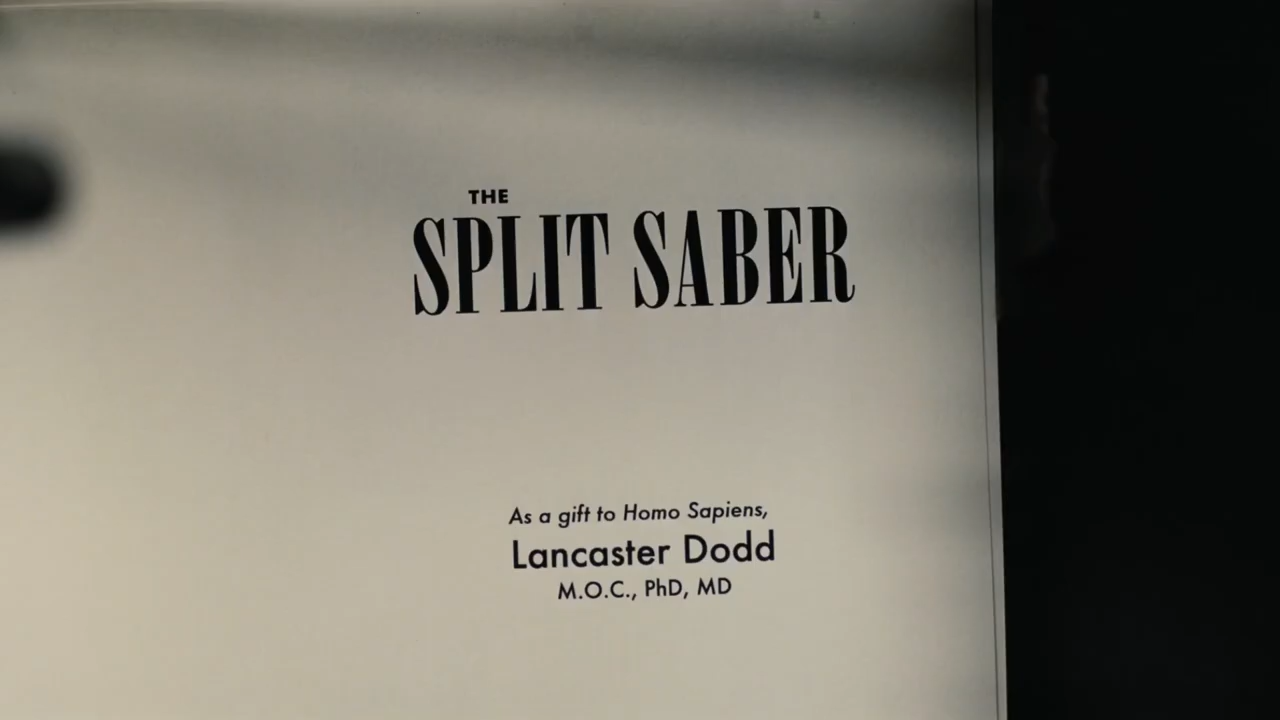 THE
SPLIT SABER
As a gift to Homo Sapiens,
Lancaster Dodd
M.O.C., PhD, MD